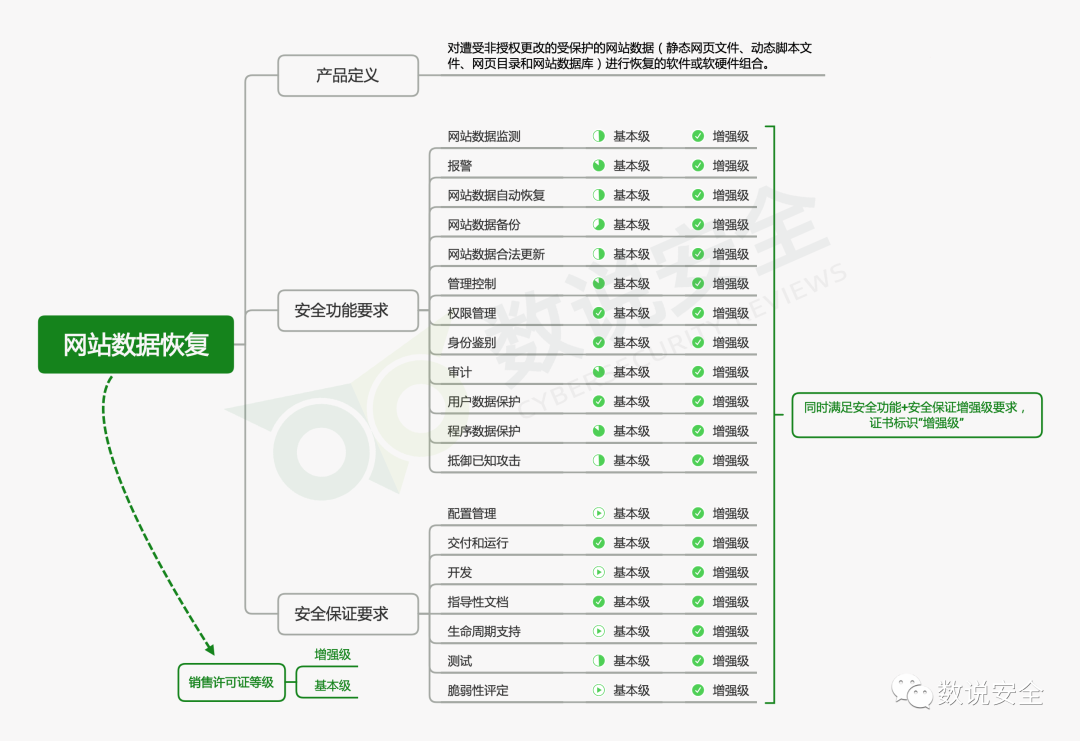 产品定义
对遭受非授权更改的受保护的网站数据（静态网页文件、动态脚本文
件、网页目录和网站数据库）进行恢复的软件或软硬件组合。
网站数据监测 基本级 增强级
报警 基本级 增强级
网站数据自动恢复 基本级 增强级
网站数据备份 基本级 增强级
网站数据合法更新 基本级 增强级
管理控制 基本级 增强级
安全功能要求
权限管理 基本级 增强级
身份鉴别 基本级 增强级
网站数据恢复
审计 基本级 增强级
用户数据保护 基本级 增强级
程序数据保护 基本级 增强级
抵御已知攻击 基本级 增强级
同时满足安全功能+安全保证增强级要求，
证书标识“增强级”
配置管理 基本级 增强级
交付和运行 基本级 增强级
开发 基本级 增强级
指导性文档 基本级 增强级
安全保证要求
生命周期支持 基本级 增强级
测试 基本级 增强级
脆弱性评定 基本级 增强级
销售许可证等级
增强级
基本级
数说安全
CYBERSECURITY REVIEWS
数说安全